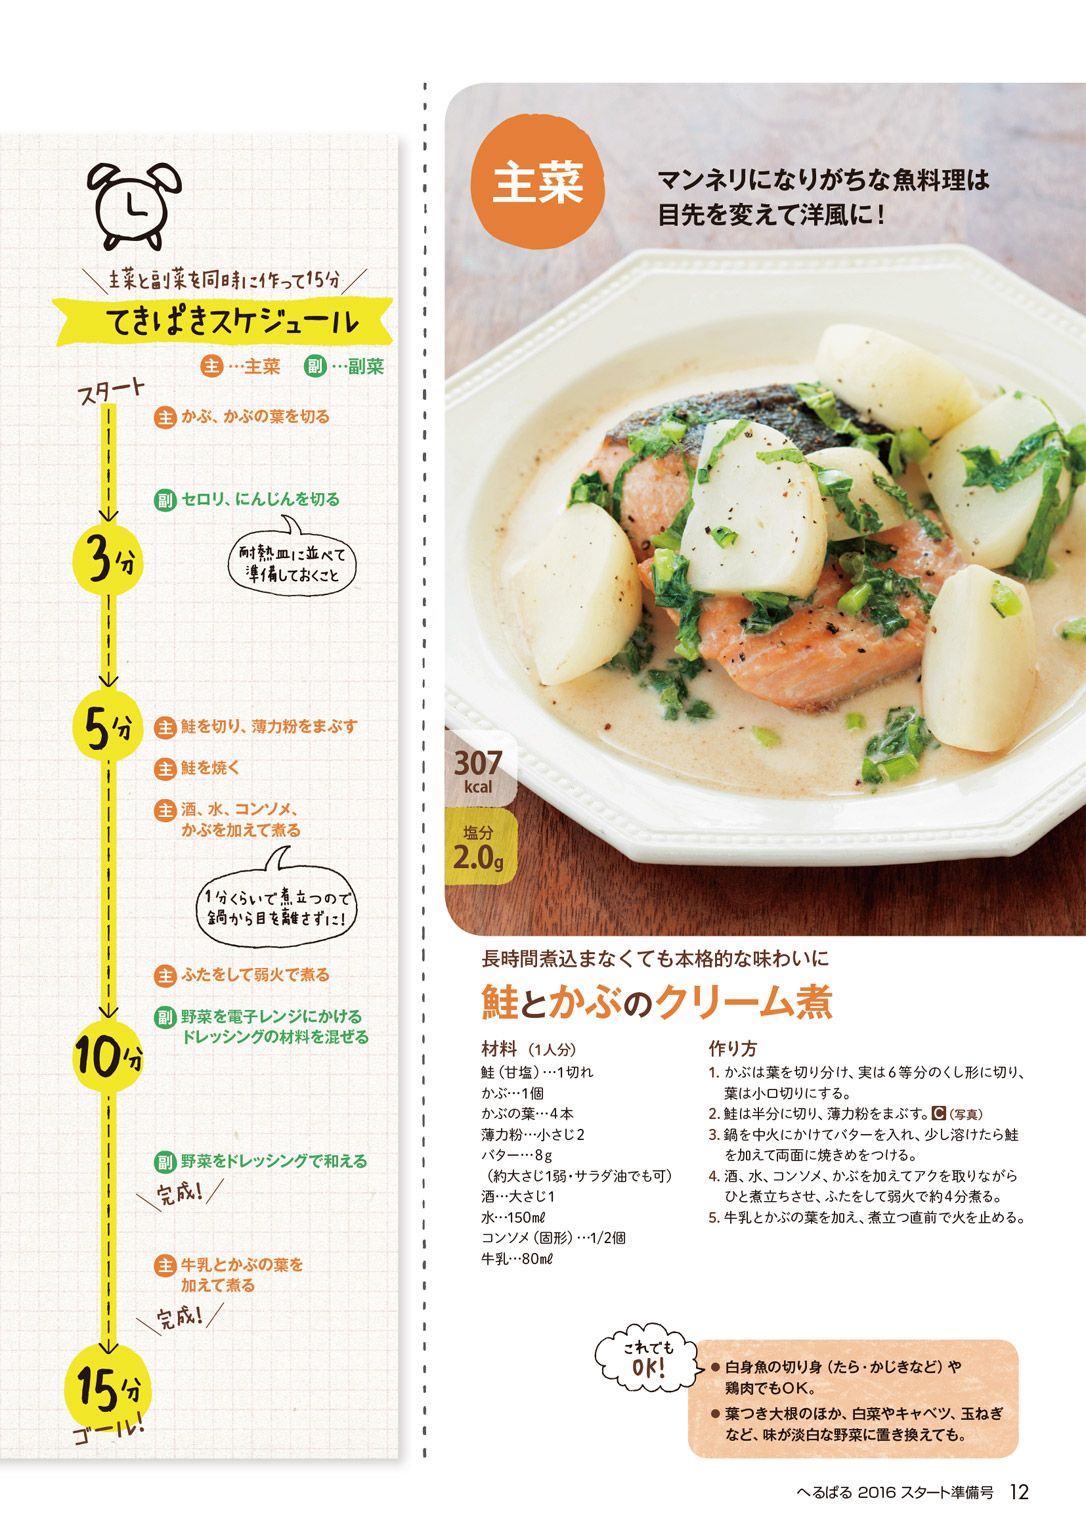 主菜と副菜を同時に作って15分
てきぱきスケジュール
主…主菜 副…副菜
スタート
主 かぶ、かぶの葉を切る
副 セロリ、にんじんを切る
耐熱皿に並べて
準備しておくこと
3分
5分
主 鮭を切り、薄力粉をまぶす
主 鮭を焼く
主 酒、水、コンソメ、
かぶを加えて煮る
1分くらいで煮立つので
鍋から目を離さずに!
主 ふたをして弱火で煮る
副 野菜を電子レンジにかける
ドレッシングの材料を混ぜる
10分
副 野菜をドレッシングで和える
完成!
主 牛乳とかぶの葉を
加えて煮る
完成!
15分
ゴール!
主菜
マンネリになりがちな魚料理は
目先を変えて洋風に!
307
kcal
塩分
2.0g
長時間煮込まなくても本格的な味わいに
鮭とかぶのクリーム煮
材料(1人分)
鮭(甘塩)…1切れ
かぶ…1個
かぶの葉…4本
薄力粉…小さじ2
バター…8g
(約大さじ1弱・サラダ油でも可)
酒…大さじ1
水…150㎖
コンソメ(固形)…1/2個
牛乳…80㎖
作り方
1. かぶは葉を切り分け、実は6等分のくし形に切り、
葉は小口切りにする。
2. 鮭は半分に切り、薄力粉をまぶす。C(写真)
3. 鍋を中火にかけてバターを入れ、少し溶けたら鮭
を加えて両面に焼きめをつける。
4. 酒、水、コンソメ、かぶを加えてアクを取りながら
ひと煮立ちさせ、ふたをして弱火で約4分煮る。
5. 牛乳とかぶの葉を加え、煮立つ直前で火を止める。
これでも
OK!
● 白身魚の切り身(たら・かじきなど)や
鶏肉でもOK。
● 葉つき大根のほか、白菜やキャベツ、玉ねぎ
など、味が淡白な野菜に置き換えても。
へるぱる 2016 スタート準備号 12